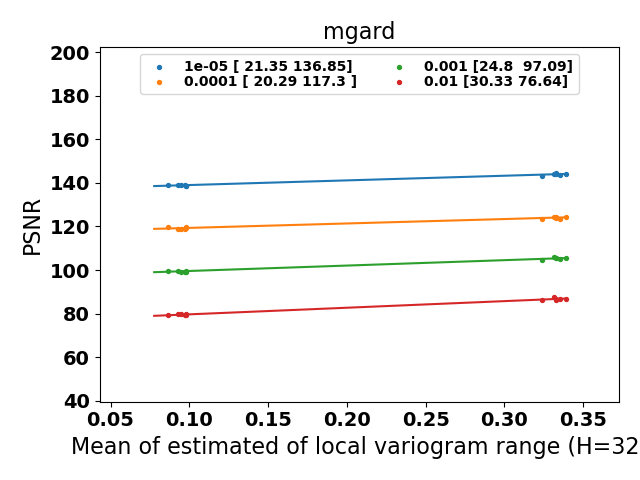 mgard
1e-05 [ 21.35 136.85]
0.0001 [ 20.29 117.3 ]
0.001 [24.8  97.09]
0.01 [30.33 76.64]
PSNR
200
180
160
140
120
100
80
60
40
0.05 0.10 0.15 0.20 0.25 0.30 0.35
Mean of estimated of local variogram range (H=32